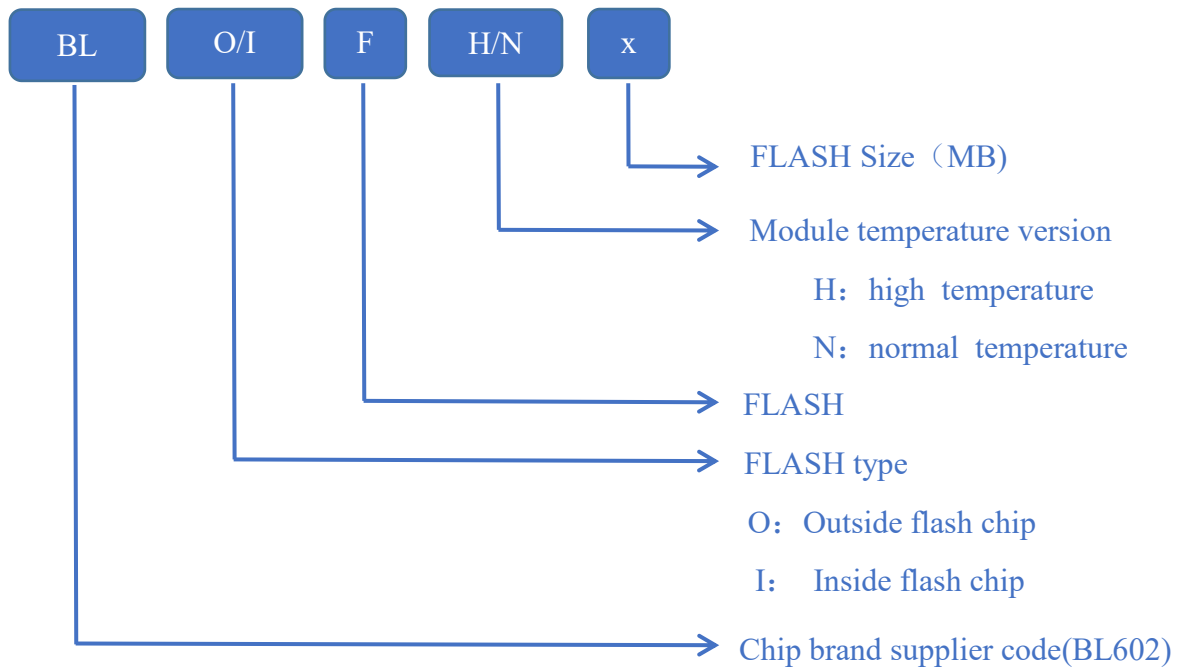 BL O/I F H/N x
FLASH Size（MB)
Module temperature version
H： high temperature
N： normal temperature
FLASH
FLASH type
O： Outside flash chip
I： Inside flash chip
Chip brand supplier code(BL602)